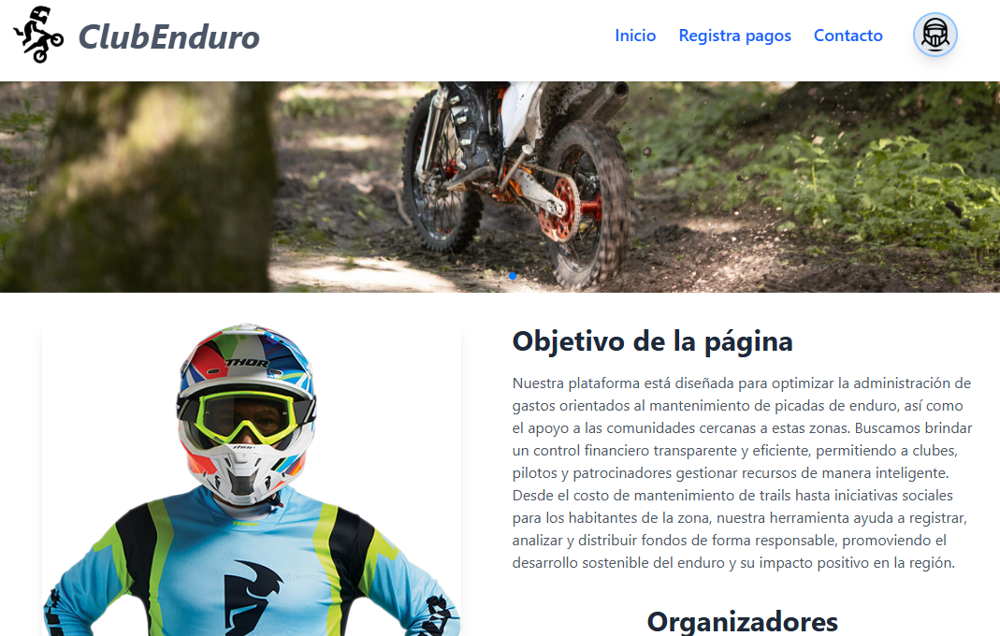 ClubEnduro
Inicio Registra pagos Contacto
THOR
THOR
Objetivo de la página
Nuestra plataforma está diseñada para optimizar la administración de
gastos orientados al mantenimiento de picadas de enduro, así como
el apoyo a las comunidades cercanas a estas zonas. Buscamos brindar
un control financiero transparente y eficiente, permitiendo a clubes,
pilotos y patrocinadores gestionar recursos de manera inteligente.
Desde el costo de mantenimiento de trails hasta iniciativas sociales
para los habitantes de la zona, nuestra herramienta ayuda a registrar,
analizar y distribuir fondos de forma responsable, promoviendo el
desarrollo sostenible del enduro y su impacto positivo en la región.
Organizadores